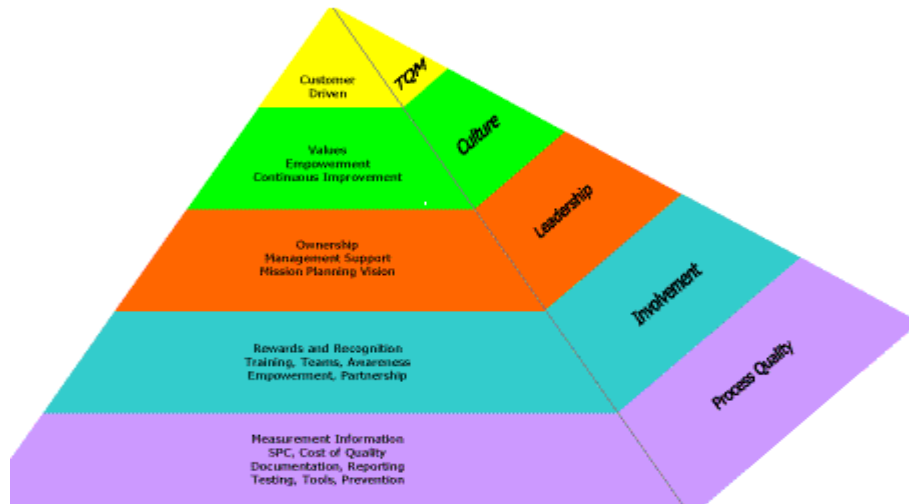 Customer
Driven
TQM
Values
Empowerment
Continuous Improvement
Culture
Ownership
Management Support
Mission Planning Vision
Leadership
Rewards and Recognition
Training, Teams, Awareness
Empowerment, Partnership
Involvement
Measurement Information
SPC, Cost of Quality
Documentation, Reporting
Testing, Tools, Prevention
Process Quality